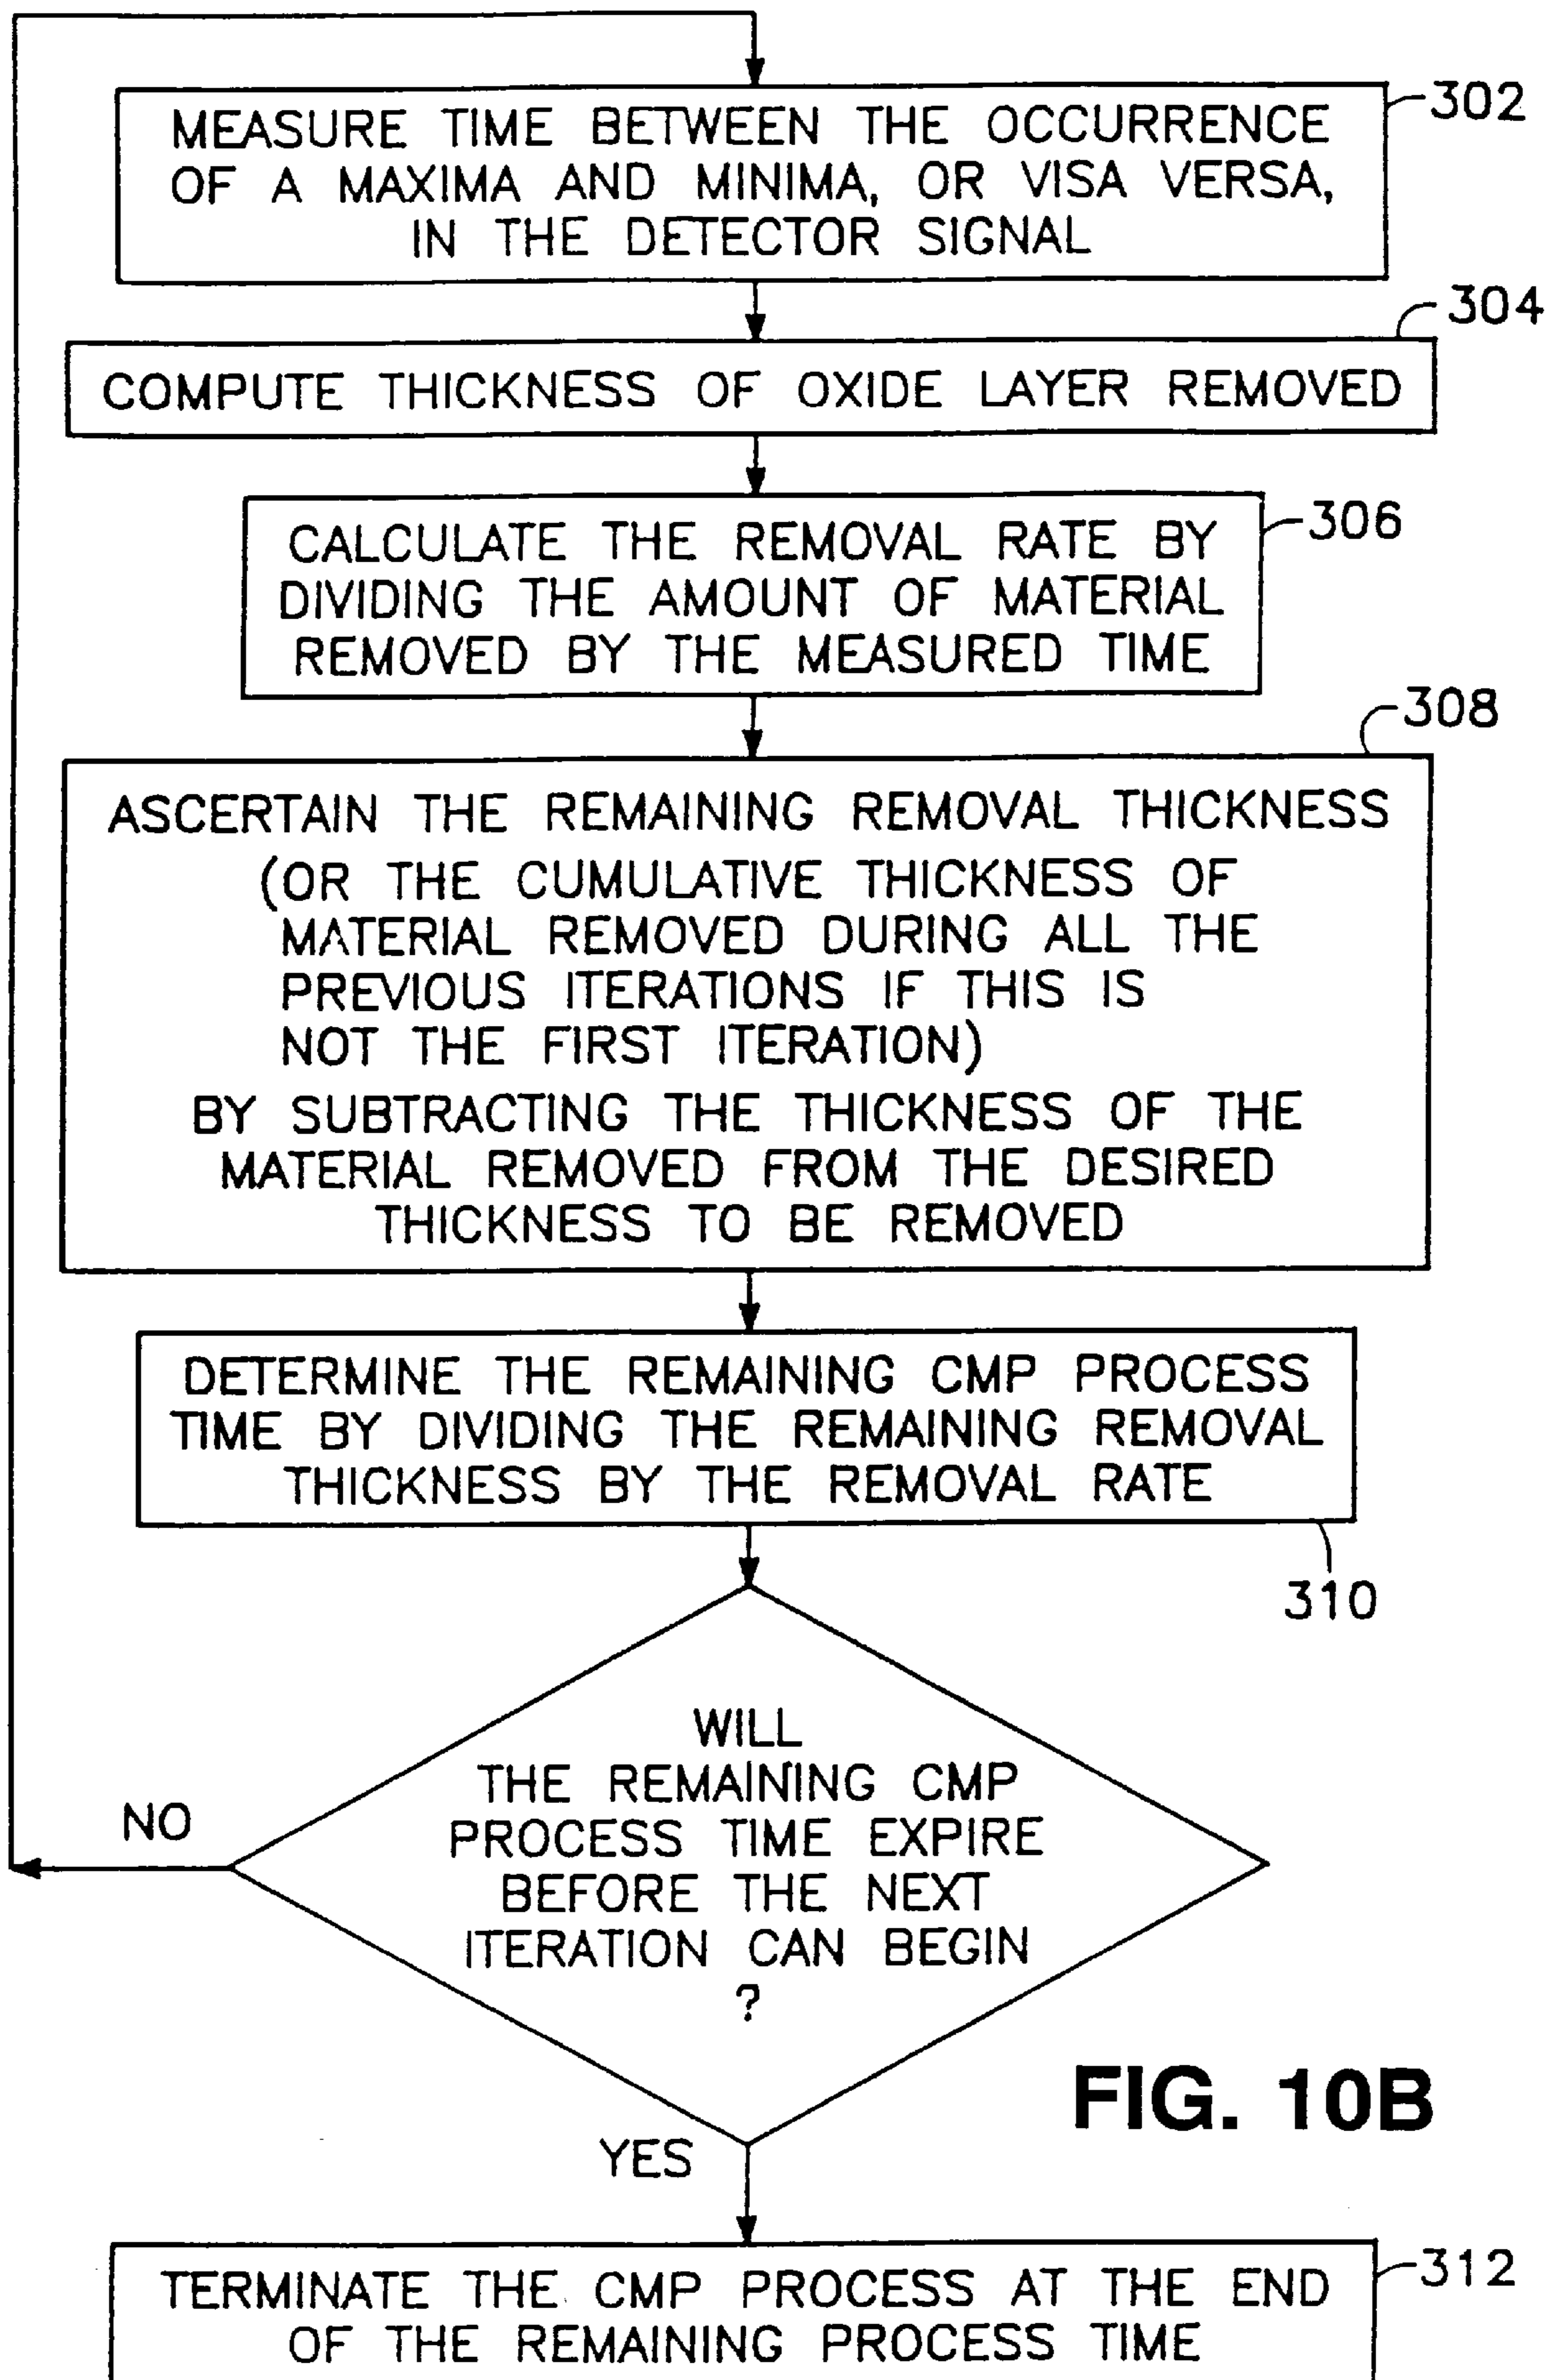 MEASURE TIME BETWEEN THE OCCURRENCE
OF A MAXIMA AND MINIMA, OR VISA VERSA,
IN THE DETECTOR SIGNAL
302
304
COMPUTE THICKNESS OF OXIDE LAYER REMOVED
306
CALCULATE THE REMOVAL RATE BY
DIVIDING THE AMOUNT OF MATERIAL
REMOVED BY THE MEASURED TIME
308
ASCERTAIN THE REMAINING REMOVAL THICKNESS
(OR THE CUMULATIVE THICKNESS OF
MATERIAL REMOVED DURING ALL THE
PREVIOUS ITERATIONS IF THIS IS
NOT THE FIRST ITERATION)
BY SUBTRACTING THE THICKNESS OF THE
MATERIAL REMOVED FROM THE DESIRED
THICKNESS TO BE REMOVED
DETERMINE THE REMAINING CMP PROCESS
TIME BY DIVIDING THE REMAINING REMOVAL
THICKNESS BY THE REMOVAL RATE
310
WILL
THE REMAINING CMP
PROCESS TIME EXPIRE
BEFORE THE NEXT
ITERATION CAN BEGIN
?
NO
YES
FIG. 10B
312
TERMINATE THE CMP PROCESS AT THE END
OF THE REMAINING PROCESS TIME